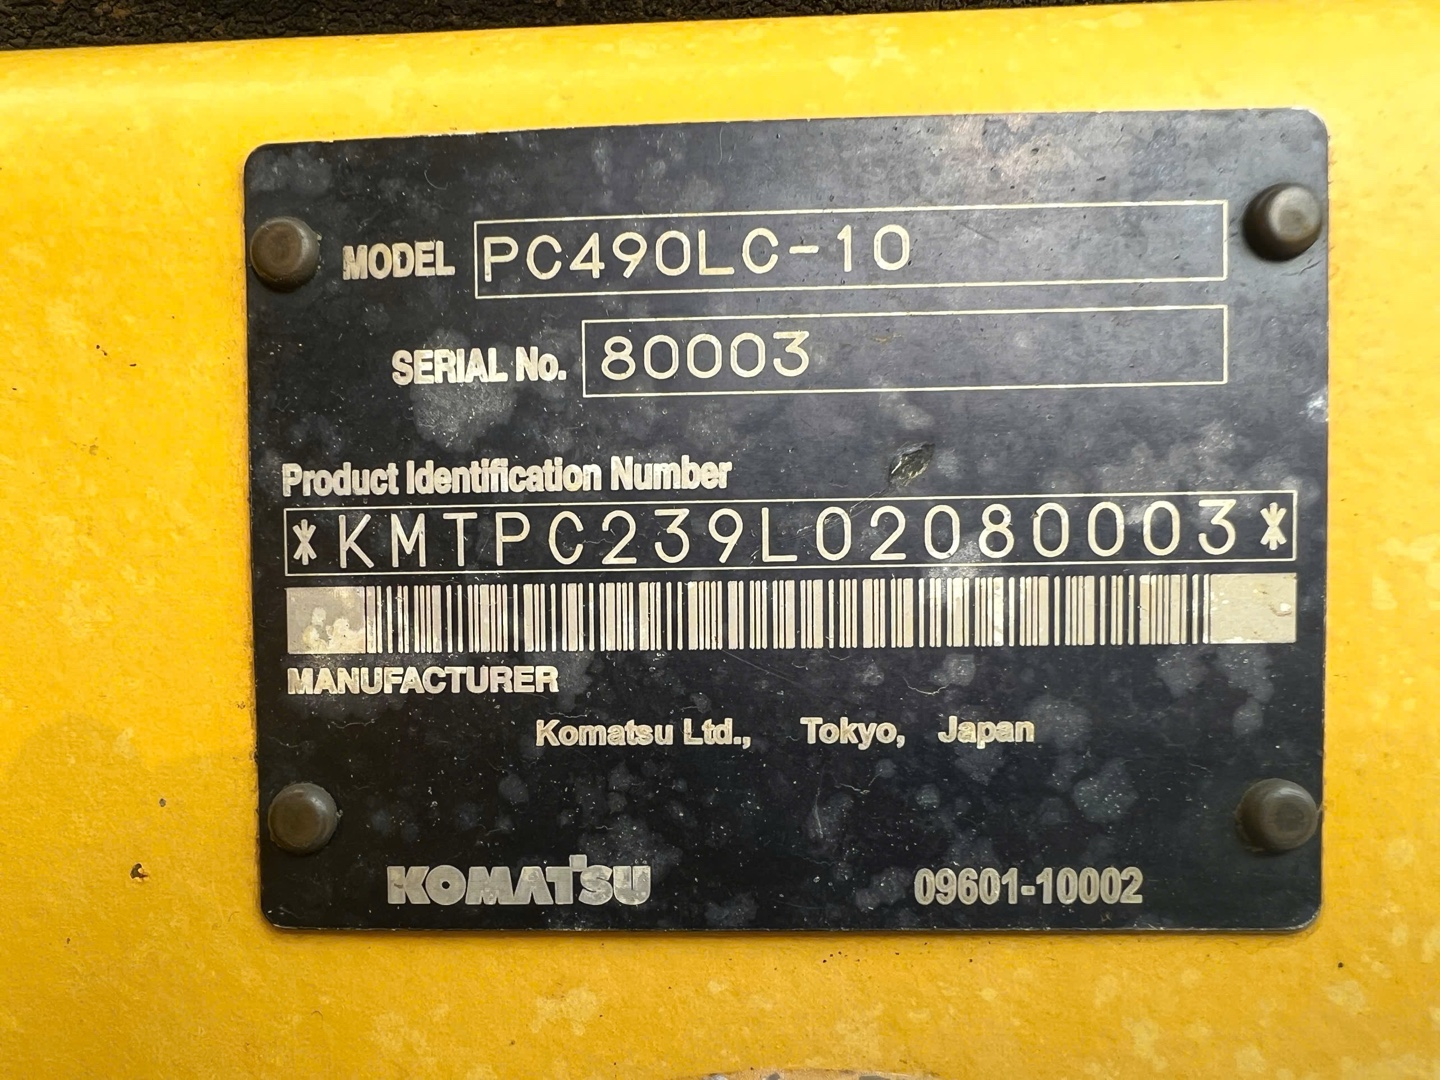 MODEL PC490LC-10
SERIAL No. 80003
Product Identification Number
*KMTPC239L02080003*
MANUFACTURER
Komatsu Ltd., Tokyo, Japan
KOMATSU 09601-10002